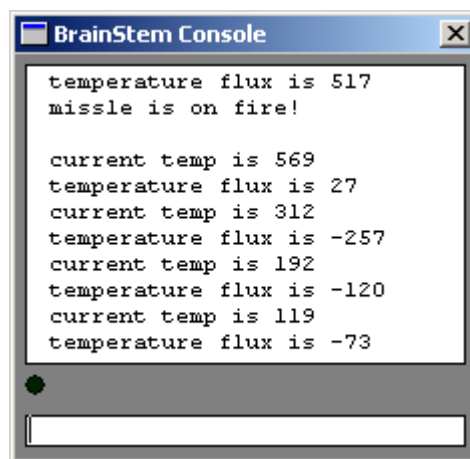 BrainStem Console
temperature flux is 517
missle is on fire!
current temp is 569
temperature flux is 27
current temp is 312
temperature flux is -257
current temp is 192
temperature flux is -120
current temp is 119
temperature flux is -73